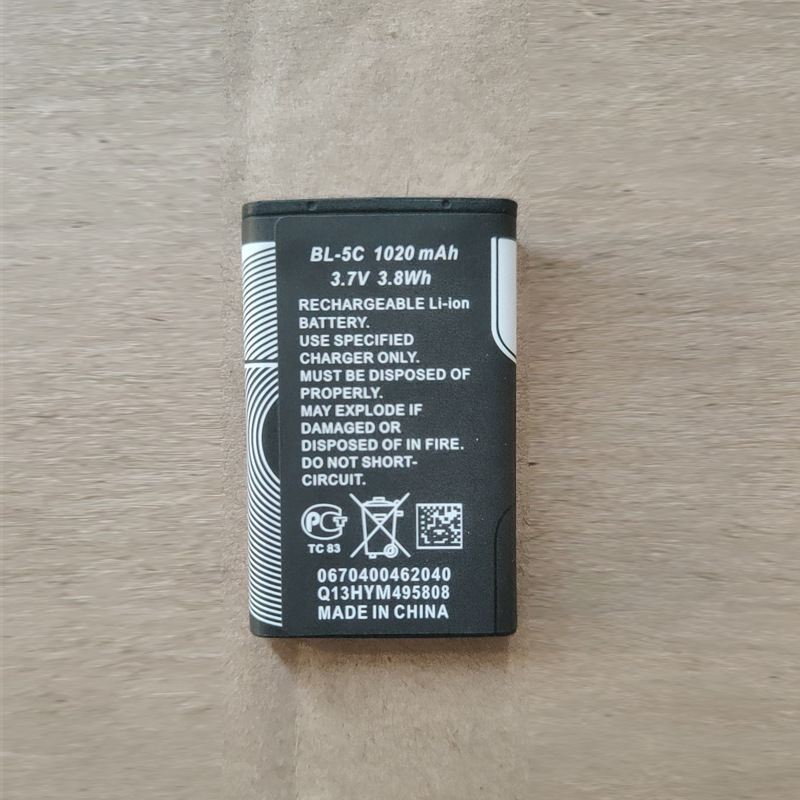 BL-5C 1020 mAh
3.7V 3.8Wh
RECHARGEABLE Li-ion
BATTERY.
USE SPECIFIED
CHARGER ONLY.
MUST BE DISPOSED OF
PROPERLY.
MAY EXPLODE IF
DAMAGED OR
DISPOSED OF IN FIRE.
DO NOT SHORT-
CIRCUIT.
РСТ
TC 83
0670400462040
Q13HYM495808
MADE IN CHINA